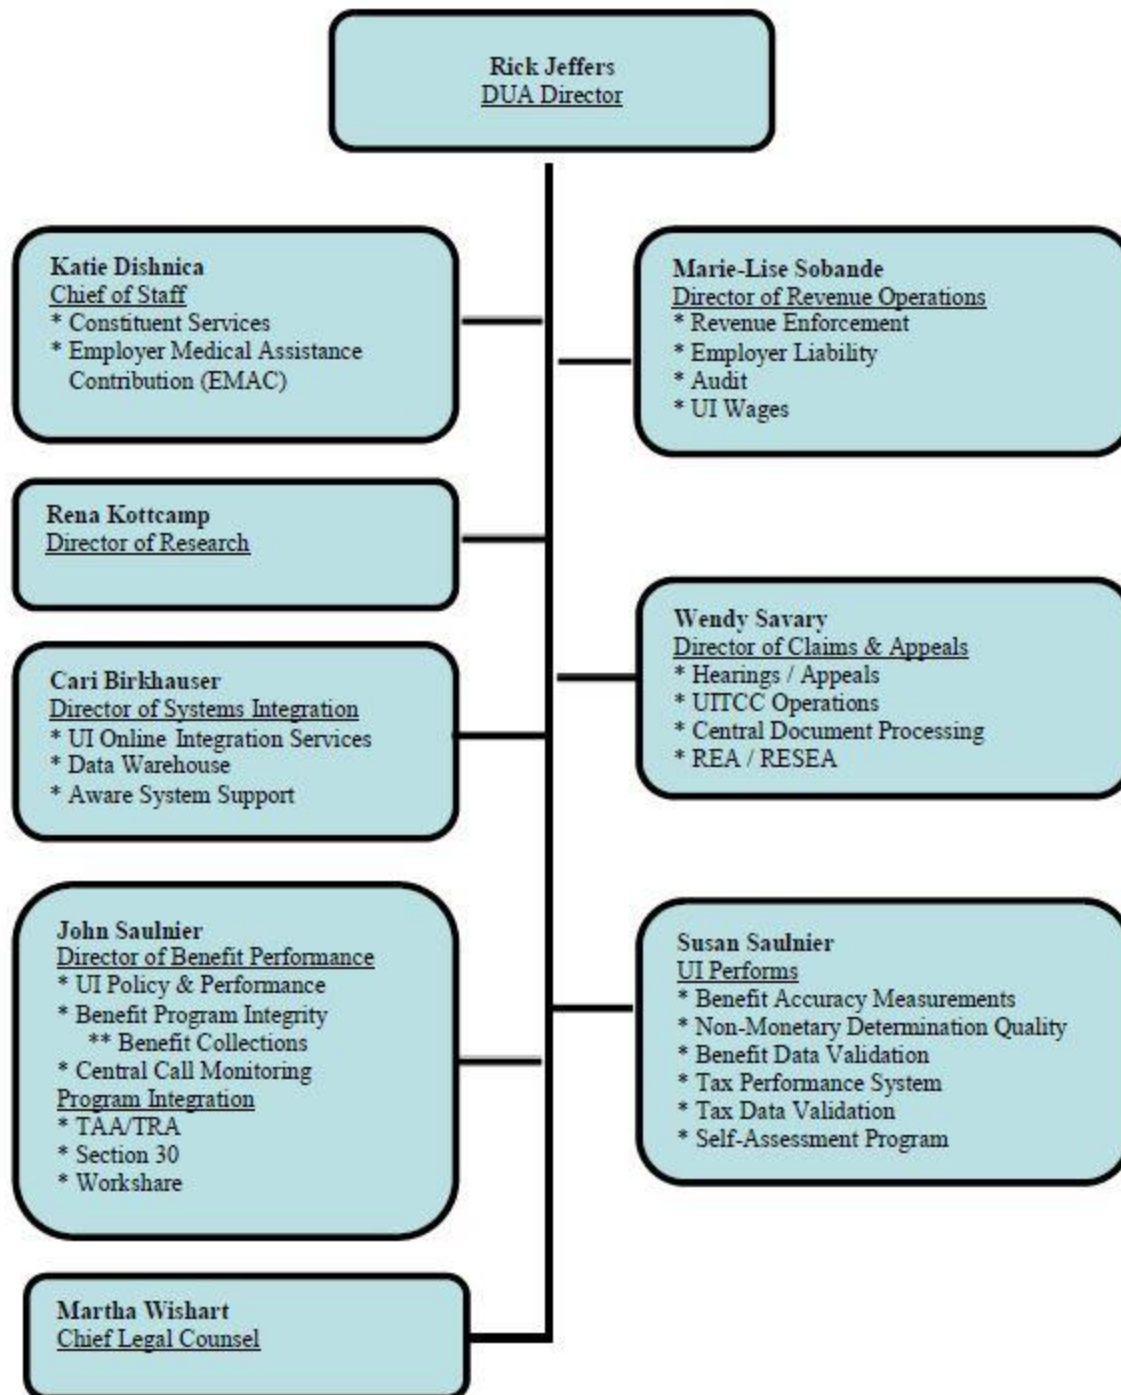 Rick Jeffers
DUA Director
Katie Dishnica
Chief of Staff
* Constituent Services
* Employer Medical Assistance
Contribution (EMAC)
Marie-Lise Sobande
Director of Revenue Operations
* Revenue Enforcement
* Employer Liability
* Audit
* UI Wages
Rena Kottcamp
Director of Research
Wendy Savary
Director of Claims & Appeals
* Hearings / Appeals
* UITCC Operations
* Central Document Processing
* REA / RESEA
Cari Birkhauser
Director of Systems Integration
* UI Online Integration Services
* Data Warehouse
* Aware System Support
John Saulnier
Director of Benefit Performance
* UI Policy & Performance
* Benefit Program Integrity
** Benefit Collections
* Central Call Monitoring
Program Integration
* TAA/TRA
* Section 30
* Workshare
Susan Saulnier
UI Performs
* Benefit Accuracy Measurements
* Non-Monetary Determination Quality
* Benefit Data Validation
* Tax Performance System
* Tax Data Validation
* Self-Assessment Program
Martha Wishart
Chief Legal Counsel